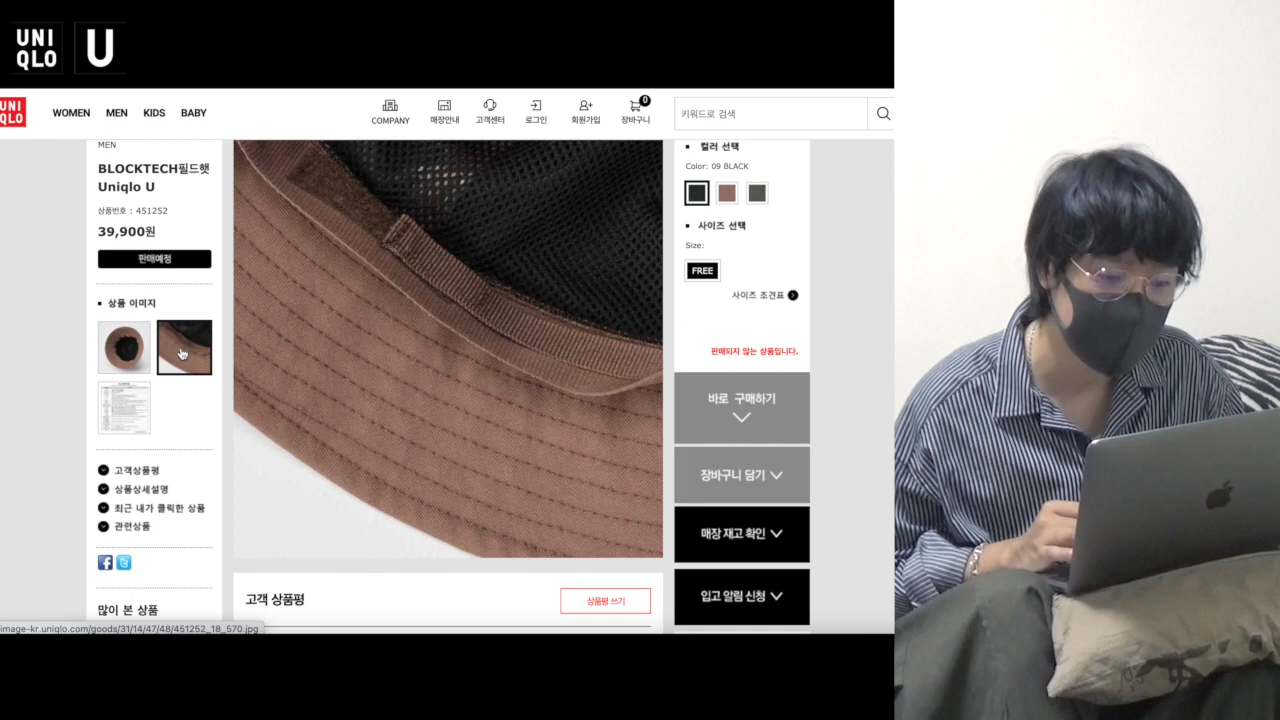 UNI
QLO
U
UNI
QLO
WOMEN MEN KIDS BABY
COMPANY 매장안내 고객센터 로그인 회원가입 장바구니 0
키워드로 검색
MEN
BLOCKTECH필드햇
Uniqlo U
상품번호 : 451252
39,900원
판매예정
상품 이미지
고객상품평
상품상세설명
최근 내가 클릭한 상품
관련상품
많이 본 상품
image-kr.uniqlo.com/goods/31/14/47/48/451252_18_570.jpg
고객 상품평
상품평 쓰기
컬러 선택
Color: 09 BLACK
사이즈 선택
Size:
FREE
사이즈 조견표
판매되지 않는 상품입니다.
바로 구매하기
장바구니 담기
매장 재고 확인
입고 알림 신청